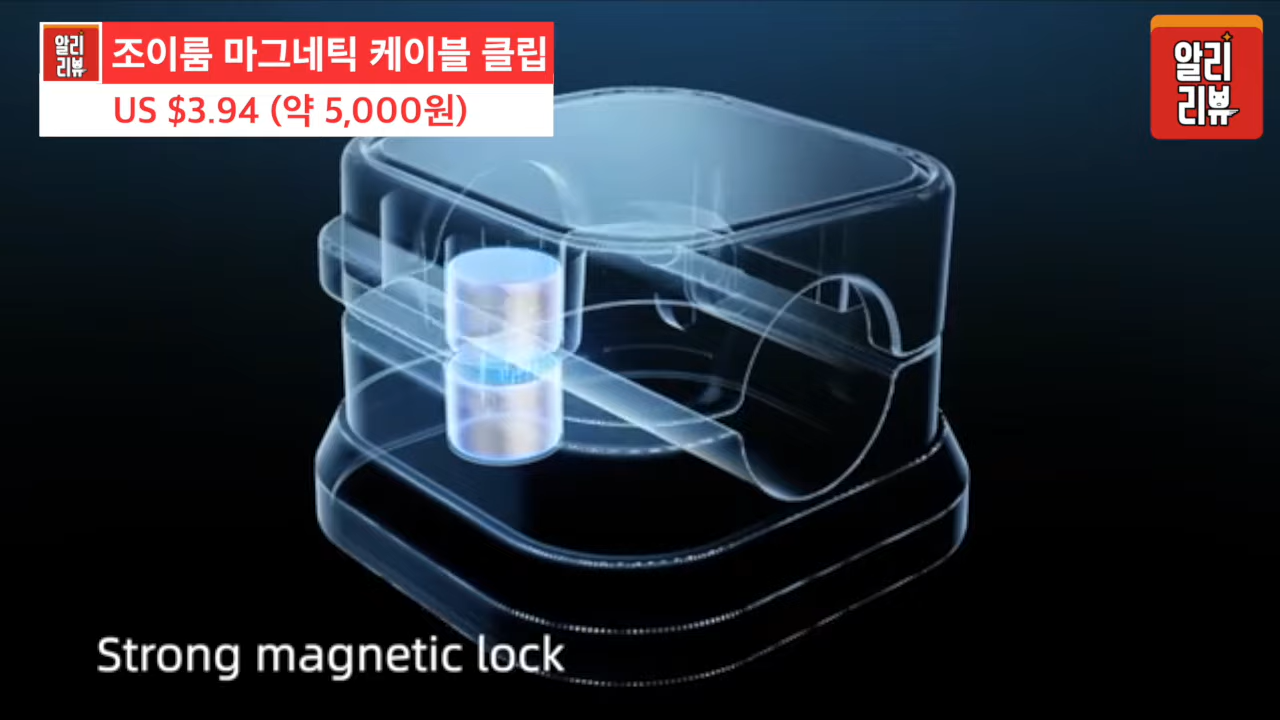 알리
리뷰
조이룸 마그네틱 케이블 클립
US $3.94 (약 5,000원)
알리
리뷰
Strong magnetic lock